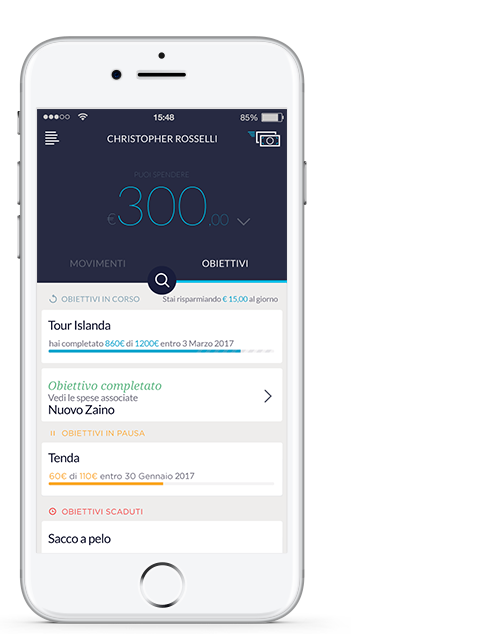 15:48
85%
CHRISTOPHER ROSSELLI
PUOI SPENDERE
€300,00
MOVIMENTI
OBIETTIVI
OBIETTIVI IN CORSO
Stai risparmiando € 15,00 al giorno
Tour Islanda
hai completato 860€ di 1200€ entro 3 Marzo 2017
Obiettivo completato
Vedi le spese associate
Nuovo Zaino
OBIETTIVI IN PAUSA
Tenda
60€ di 110€ entro 30 Gennaio 2017
OBIETTIVI SCADUTI
Sacco a pelo